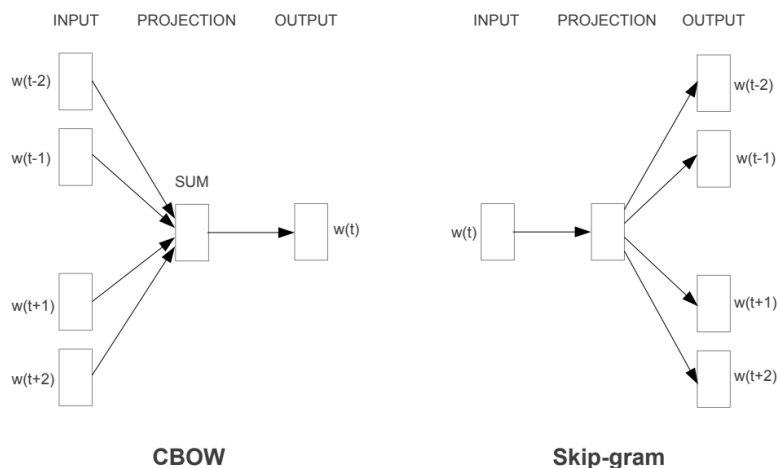 INPUT PROJECTION OUTPUT
w(t-2)
w(t-1)
SUM
w(t)
w(t+1)
w(t+2)
CBOW
INPUT PROJECTION OUTPUT
w(t-2)
w(t-1)
w(t)
w(t+1)
w(t+2)
Skip-gram